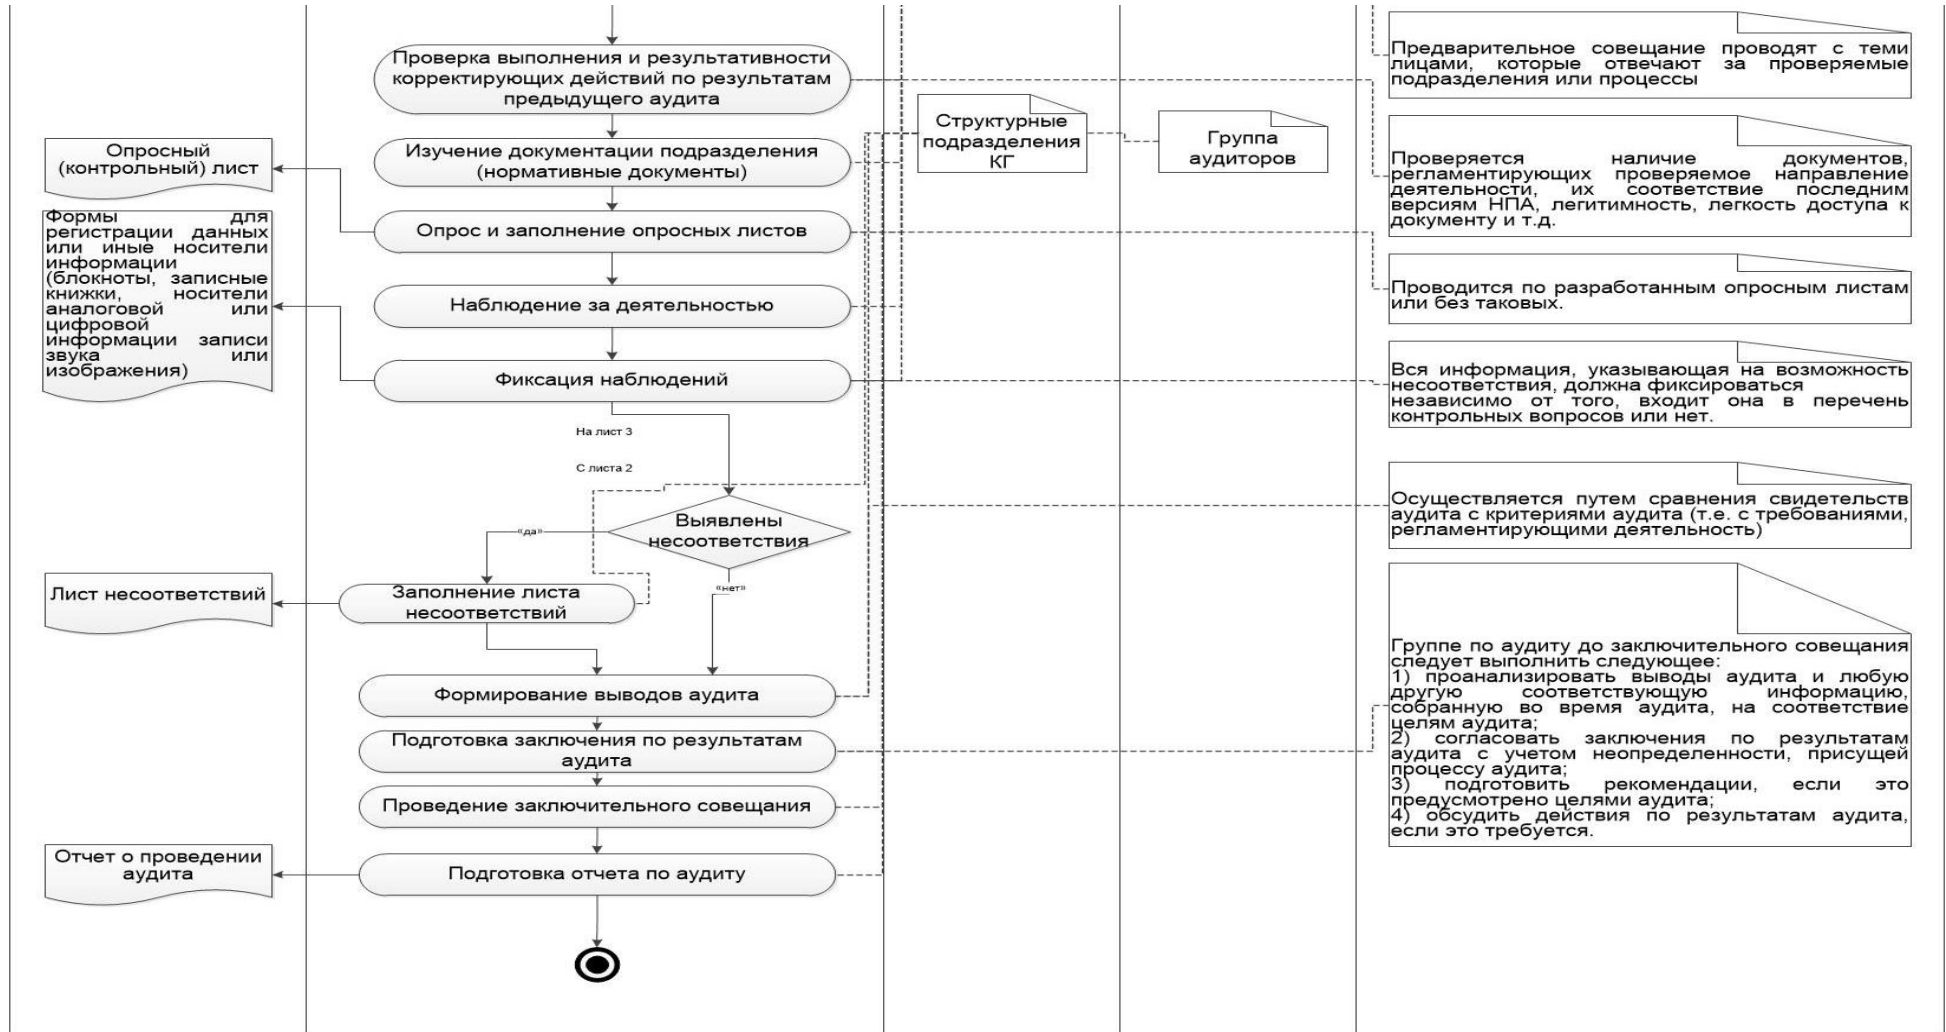 Проверка выполнения и результативности
корректирующих действий по результатам
предыдущего аудита
Изучение документации подразделения
(нормативные документы)
Опрос и заполнение опросных листов
Наблюдение за деятельностью
Фиксация наблюдений
На лист 3
С листа 2
Выявлены
несоответствия
«да»
«нет»
Заполнение листа
несоответствий
Формирование выводов аудита
Подготовка заключения по результатам
аудита
Проведение заключительного совещания
Подготовка отчета по аудиту
Опросный
(контрольный) лист
Формы для
регистрации данных
или иные носители
информации
(блокноты, записные
книжки, носители
аналоговой или
цифровой
информации записи
звука или
изображения)
Лист несоответствий
Отчет о проведении
аудита
Структурные
подразделения
КГ
Группа
аудиторов
Предварительное совещание проводят с теми
лицами, которые отвечают за проверяемые
подразделения или процессы
Проверяется наличие документов,
регламентирующих проверяемое направление
деятельности, их соответствие последним
версиям НПА, легитимность, легкость доступа к
документу и т.д.
Проводится по разработанным опросным листам
или без таковых.
Вся информация, указывающая на возможность
несоответствия, должна фиксироваться
независимо от того, входит она в перечень
контрольных вопросов или нет.
Осуществляется путем сравнения свидетельств
аудита с критериями аудита (т.е. с требованиями,
регламентирующими деятельность)
Группе по аудиту до заключительного совещания
следует выполнить следующее:
1) проанализировать выводы аудита и любую
другую соответствующую информацию,
собранную во время аудита, на соответствие
целям аудита;
2) согласовать заключения по результатам
аудита с учетом неопределенности, присущей
процессу аудита;
3) подготовить рекомендации, если это
предусмотрено целями аудита;
4) обсудить действия по результатам аудита,
если это требуется.